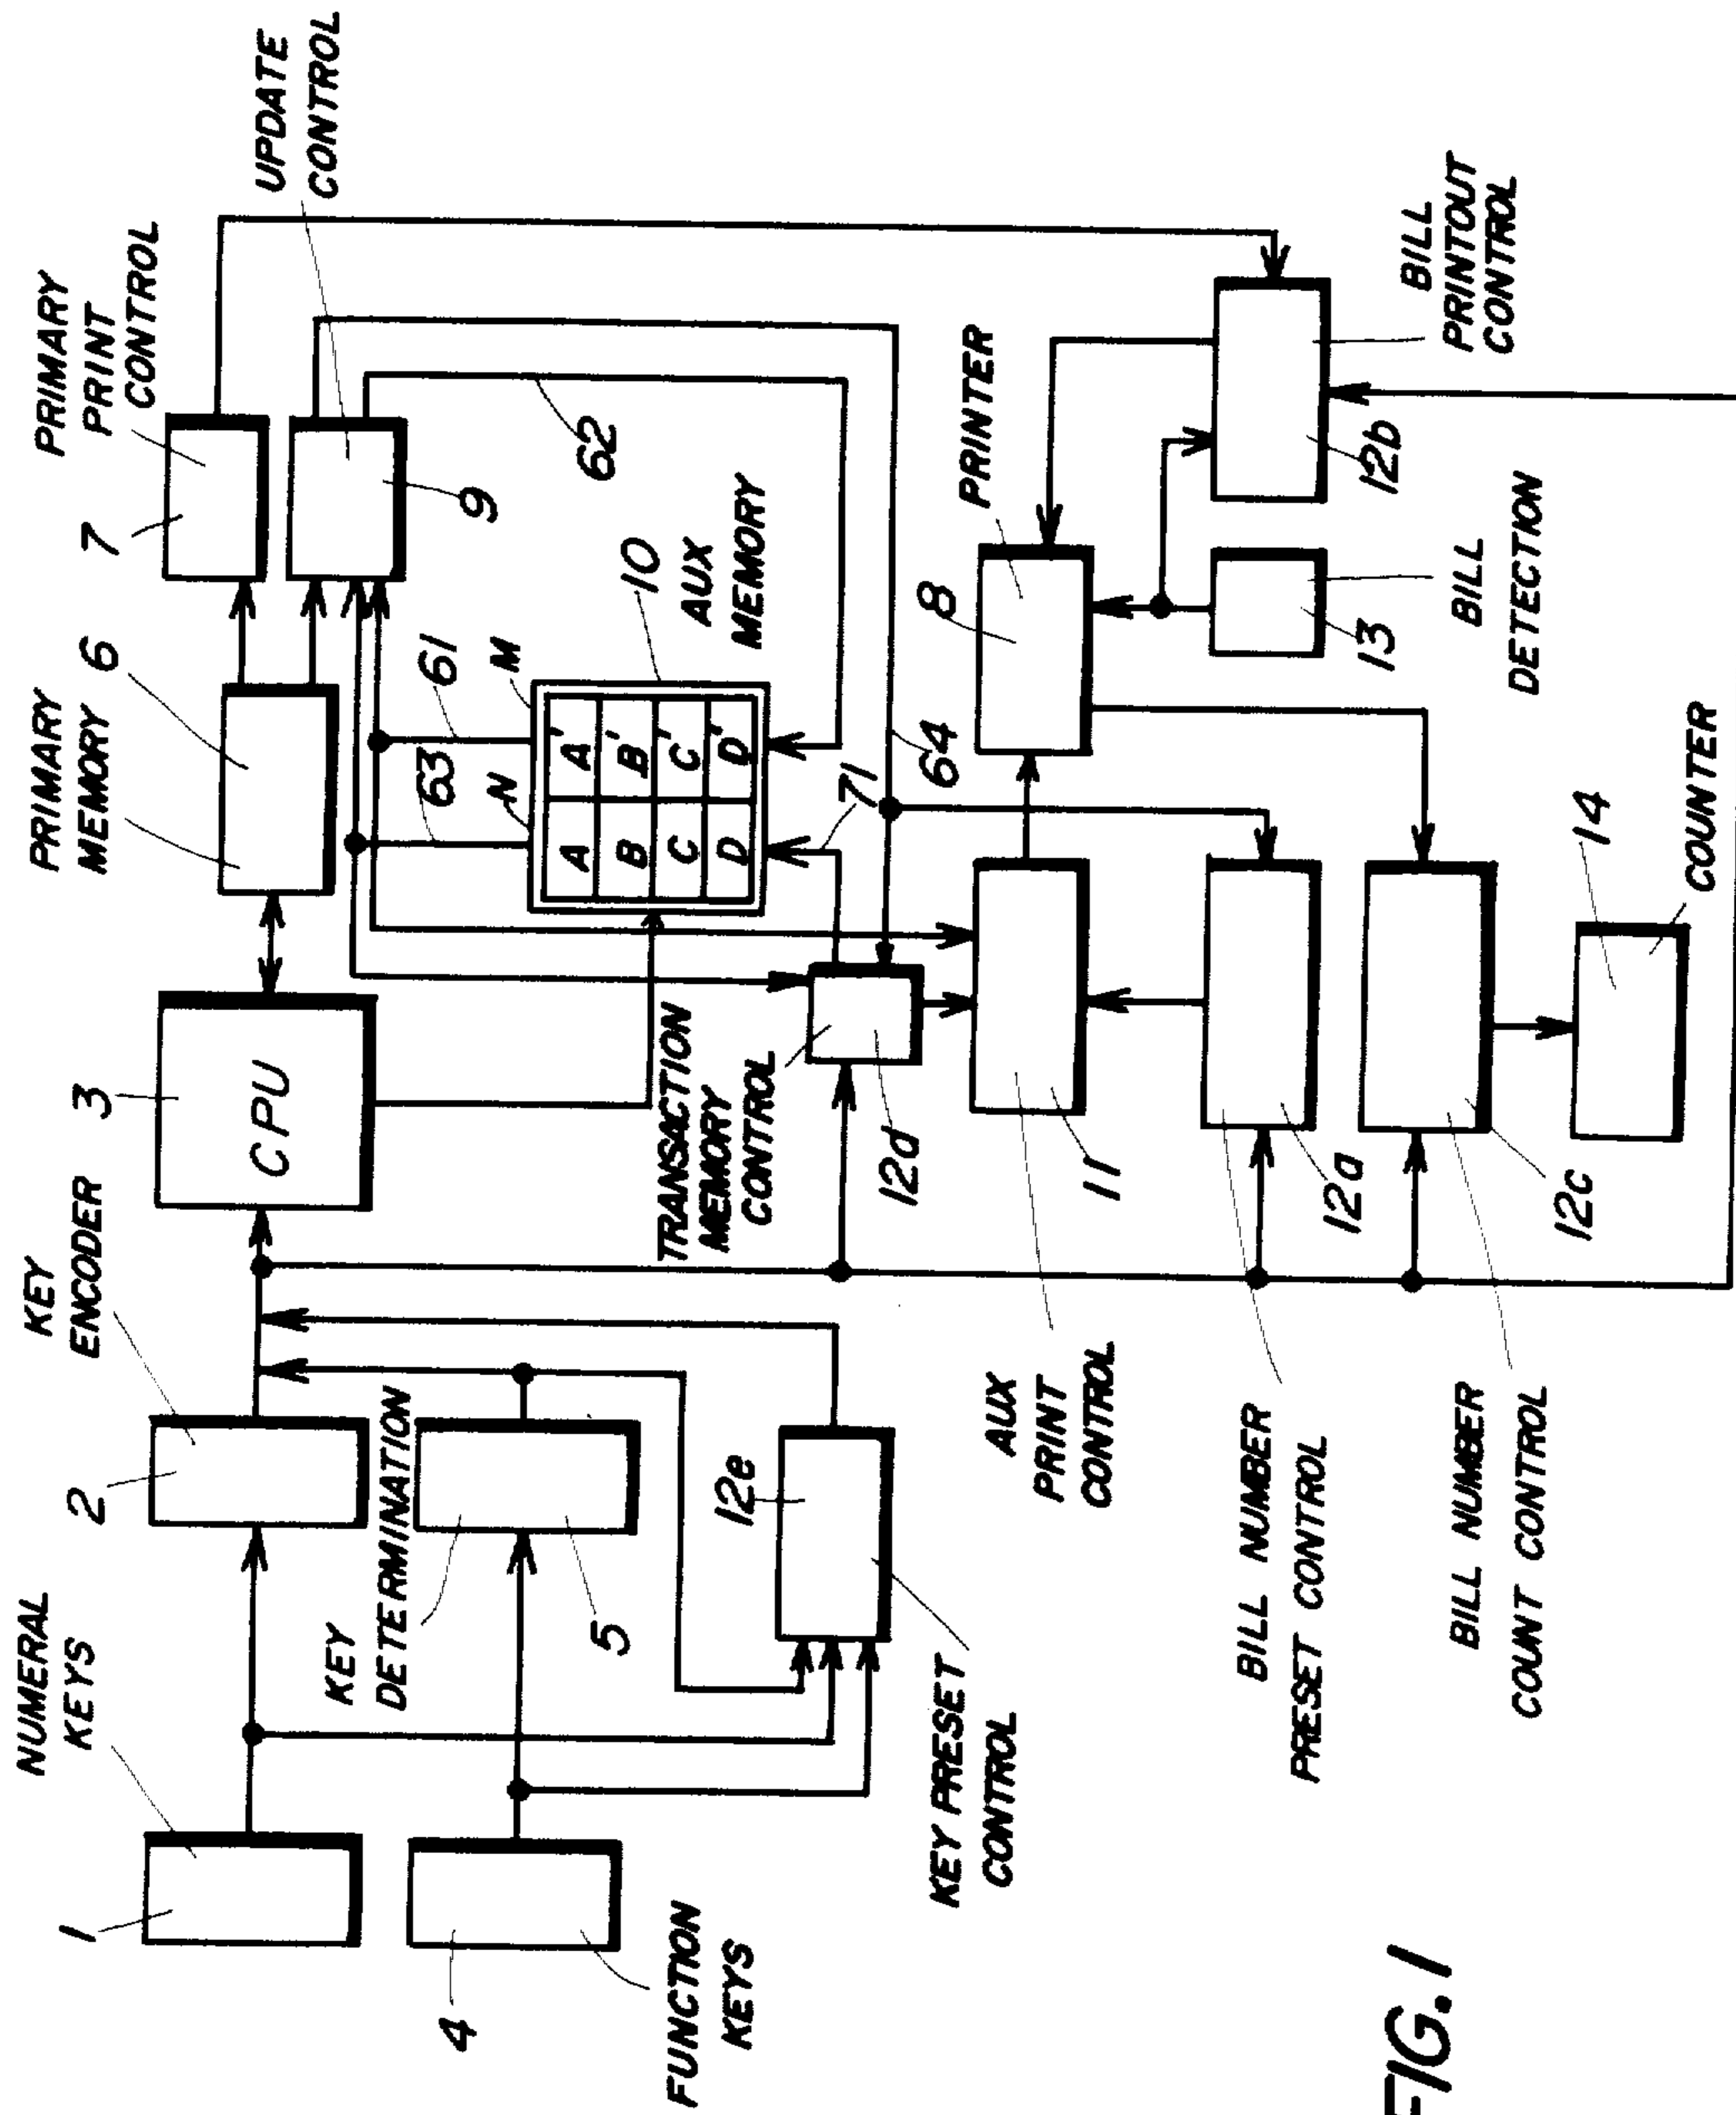 NUMERAL
KEYS
1
KEY
ENCODER
2
3
CPU
PRIMARY
MEMORY
6
PRIMARY
PRINT
CONTROL
7
UPDATE
CONTROL
9
FUNCTION
KEYS
4
KEY
DETERMINATION
5
12e
KEY PRESET
CONTROL
63
61
62
N
M
10
AUX
MEMORY
A A'
B B'
C C'
D D'
71
64
TRANSACTION
MEMORY
CONTROL
12d
AUX
PRINT
CONTROL
11
8
PRINTER
BILL NUMBER
PRESET CONTROL
12a
13
BILL
DETECTION
12b
BILL
PRINTOUT
CONTROL
BILL NUMBER
COUNT CONTROL
12c
14
COUNTER
FIG. 1